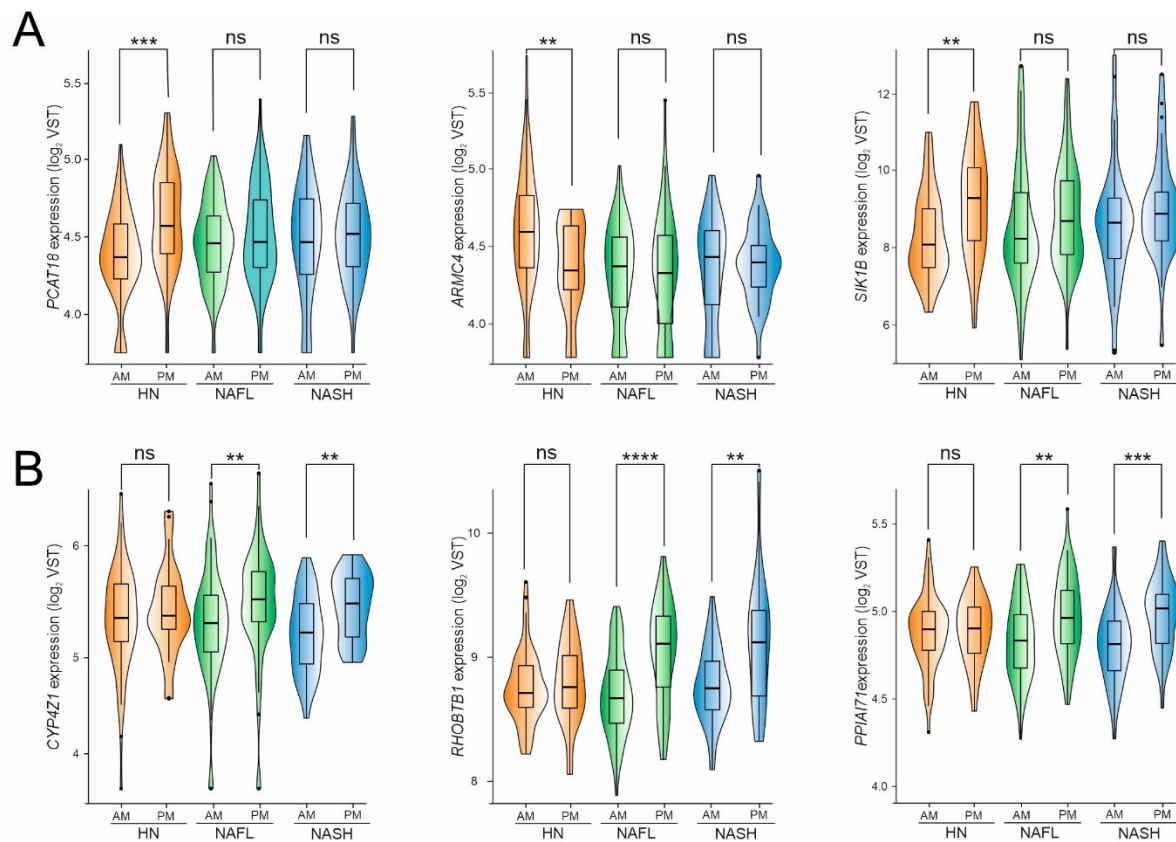 A
*** ns ns
PCAT18 expression (log₂ VST)
5.5
5.0
4.5
4.0
AM PM AM PM AM PM
HN NAFL NASH
** ns ns
ARMC4 expression (log₂ VST)
5.5
5.0
4.5
4.0
AM PM AM PM AM PM
HN NAFL NASH
** ns ns
SIK1B expression (log₂ VST)
12
10
8
6
AM PM AM PM AM PM
HN NAFL NASH
B
ns ** **
CYP4Z1 expression (log₂ VST)
6
5
4
AM PM AM PM AM PM
HN NAFL NASH
ns **** **
RHOBTB1 expression (log₂ VST)
10
9
8
AM PM AM PM AM PM
HN NAFL NASH
ns ** ***
PPIAI71expression (log₂ VST)
5.5
5.0
4.5
4.0
AM PM AM PM AM PM
HN NAFL NASH